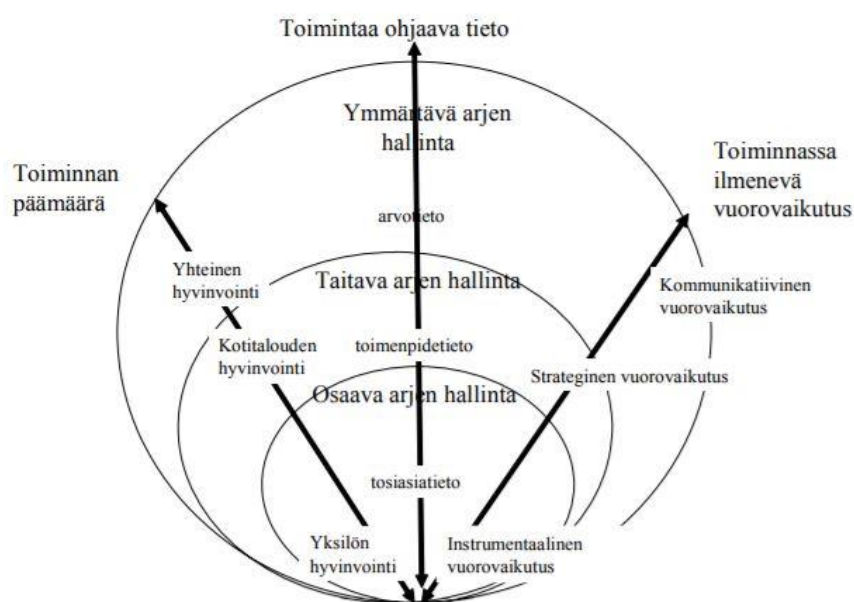 Toimintaa ohjaava tieto
Ymmärtävä arjen
hallinta
Toiminnan
päämäärä
Toiminnassa
ilmenevä
vuorovaikutus
arvotieto
Yhteinen
hyvinvointi
Taitava arjen hallinta
Kommunikatiivinen
vuorovaikutus
Kotitalouden
hyvinvointi
toimenpidetieto
Strateginen vuorovaikutus
Osaava arjen hallinta
tosiasiatieto
Yksilön
hyvinvointi
Instrumentaalinen
vuorovaikutus